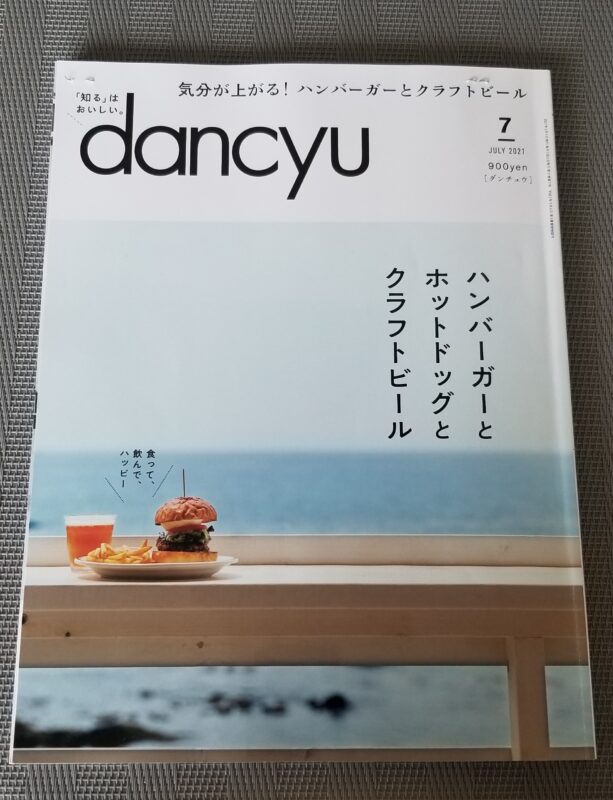 気分が上がる! ハンバーガーとクラフトビール
「知る」は
おいしい。
dancyu
7
JULY 2021
900yen
[ダンチュウ]
ハンバーガーと
ホットドッグと
クラフトビール
食って、
飲んで、
ハッピー